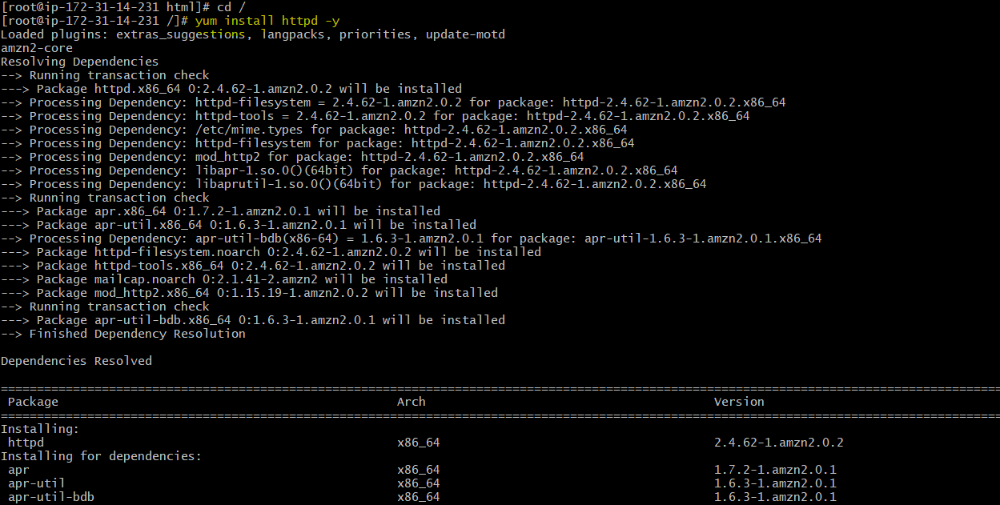 [root@ip-172-31-14-231 html]# cd /
[root@ip-172-31-14-231 /]# yum install httpd -y
Loaded plugins: extras_suggestions, langpacks, priorities, update-motd
amzn2-core
Resolving Dependencies
--> Running transaction check
---> Package httpd.x86_64 0:2.4.62-1.amzn2.0.2 will be installed
--> Processing Dependency: httpd-filesystem = 2.4.62-1.amzn2.0.2 for package: httpd-2.4.62-1.amzn2.0.2.x86_64
--> Processing Dependency: httpd-tools = 2.4.62-1.amzn2.0.2 for package: httpd-2.4.62-1.amzn2.0.2.x86_64
--> Processing Dependency: /etc/mime.types for package: httpd-2.4.62-1.amzn2.0.2.x86_64
--> Processing Dependency: httpd-filesystem for package: httpd-2.4.62-1.amzn2.0.2.x86_64
--> Processing Dependency: mod_http2 for package: httpd-2.4.62-1.amzn2.0.2.x86_64
--> Processing Dependency: libapr-1.so.0()(64bit) for package: httpd-2.4.62-1.amzn2.0.2.x86_64
--> Processing Dependency: libaprutil-1.so.0()(64bit) for package: httpd-2.4.62-1.amzn2.0.2.x86_64
--> Running transaction check
---> Package apr.x86_64 0:1.7.2-1.amzn2.0.1 will be installed
---> Package apr-util.x86_64 0:1.6.3-1.amzn2.0.1 will be installed
--> Processing Dependency: apr-util-bdb(x86-64) = 1.6.3-1.amzn2.0.1 for package: apr-util-1.6.3-1.amzn2.0.1.x86_64
---> Package httpd-filesystem.noarch 0:2.4.62-1.amzn2.0.2 will be installed
---> Package httpd-tools.x86_64 0:2.4.62-1.amzn2.0.2 will be installed
---> Package mailcap.noarch 0:2.1.41-2.amzn2 will be installed
---> Package mod_http2.x86_64 0:1.15.19-1.amzn2.0.2 will be installed
--> Running transaction check
---> Package apr-util-bdb.x86_64 0:1.6.3-1.amzn2.0.1 will be installed
--> Finished Dependency Resolution
Dependencies Resolved
Package Arch Version
Installing:
httpd x86_64 2.4.62-1.amzn2.0.2
Installing for dependencies:
apr x86_64 1.7.2-1.amzn2.0.1
apr-util x86_64 1.6.3-1.amzn2.0.1
apr-util-bdb x86_64 1.6.3-1.amzn2.0.1